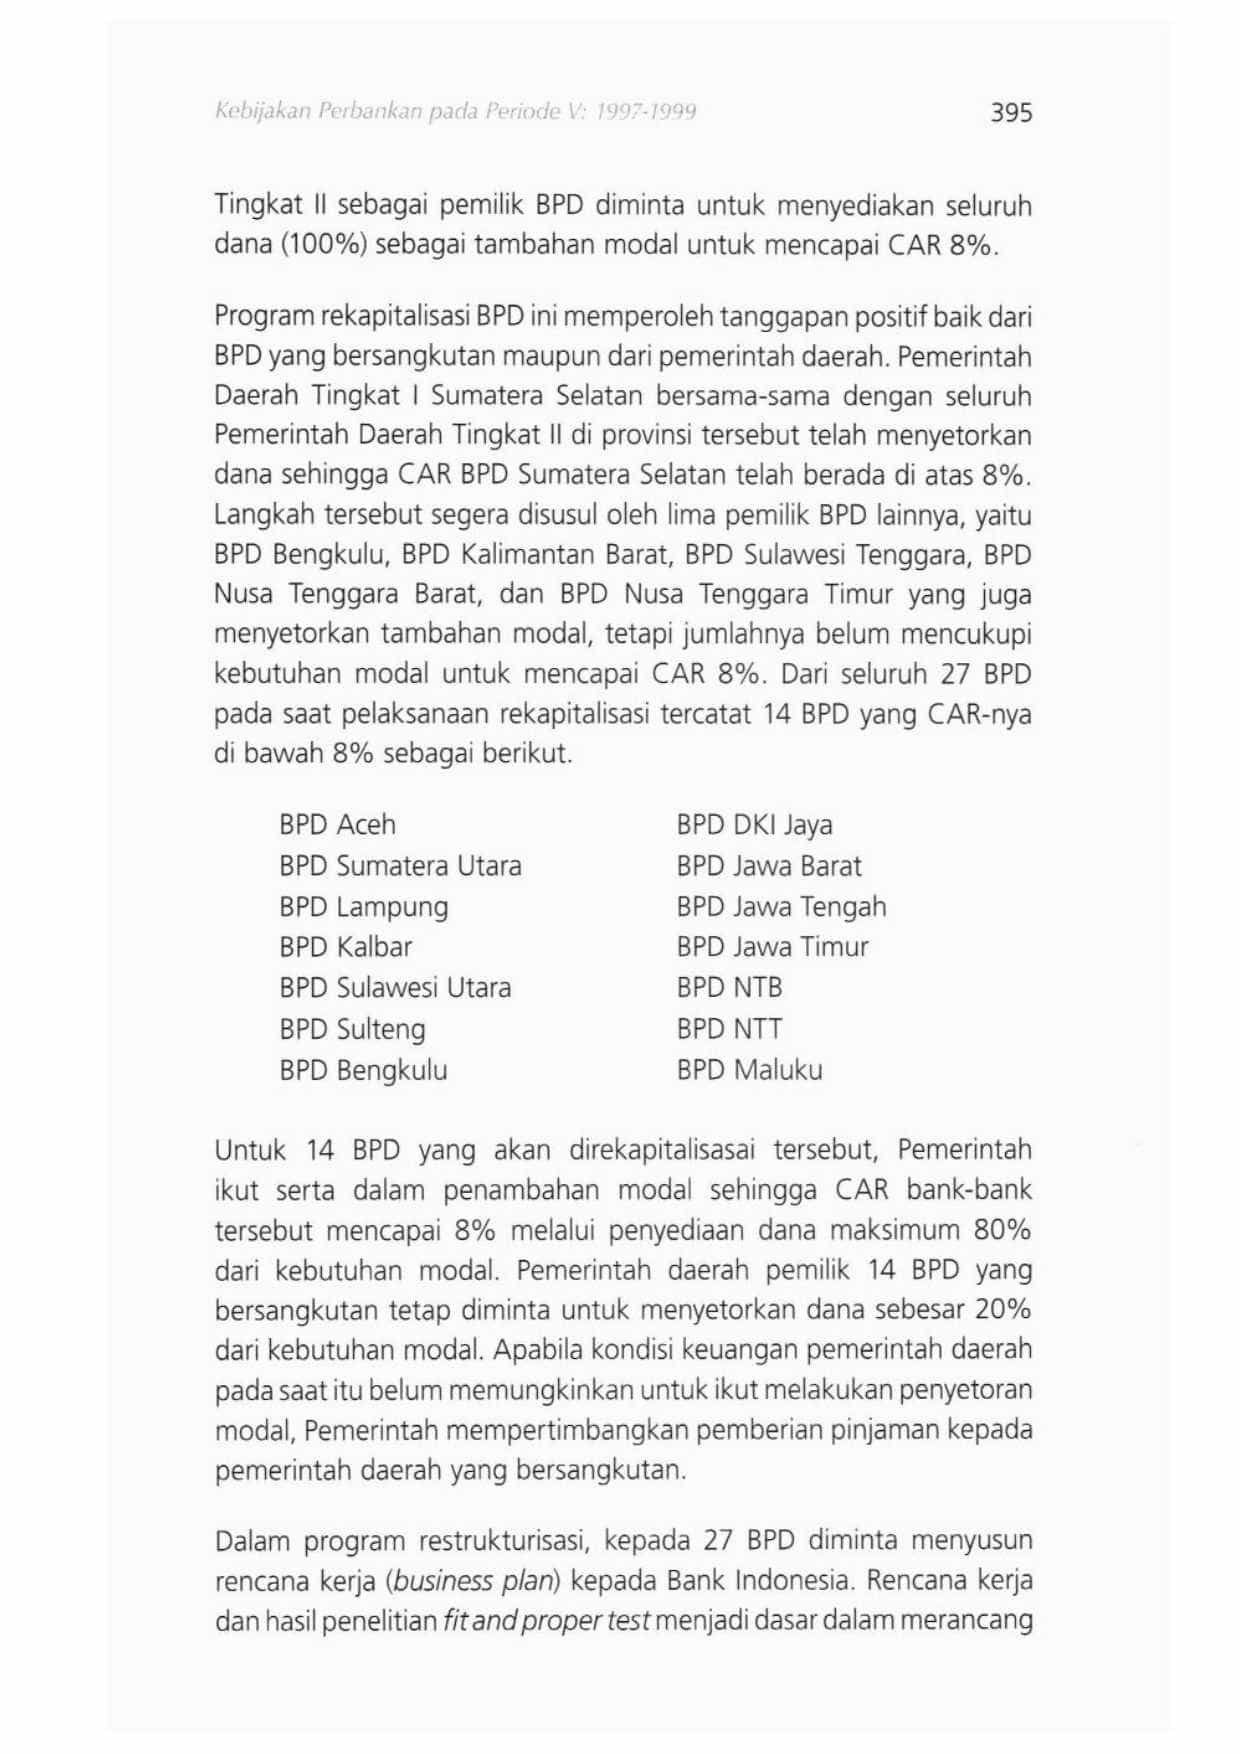 Kebijakan Perbankan pada Periode V: 1997-1999 395
Tingkat II sebagai pemilik BPD diminta untuk menyediakan seluruh
dana (100%) sebagai tambahan modal untuk mencapai CAR 8%.
Program rekapitalisasi BPD ini memperoleh tanggapan positif baik dari
BPD yang bersangkutan maupun dari pemerintah daerah. Pemerintah
Daerah Tingkat I Sumatera Selatan bersama-sama dengan seluruh
Pemerintah Daerah Tingkat II di provinsi tersebut telah menyetorkan
dana sehingga CAR BPD Sumatera Selatan telah berada di atas 8%.
Langkah tersebut segera disusul oleh lima pemilik BPD lainnya, yaitu
BPD Bengkulu, BPD Kalimantan Barat, BPD Sulawesi Tenggara, BPD
Nusa Tenggara Barat, dan BPD Nusa Tenggara Timur yang juga
menyetorkan tambahan modal, tetapi jumlahnya belum mencukupi
kebutuhan modal untuk mencapai CAR 8%. Dari seluruh 27 BPD
pada saat pelaksanaan rekapitalisasi tercatat 14 BPD yang CAR-nya
di bawah 8% sebagai berikut.
BPD Aceh BPD DKI Jaya
BPD Sumatera Utara BPD Jawa Barat
BPD Lampung BPD Jawa Tengah
BPD Kalbar BPD Jawa Timur
BPD Sulawesi Utara BPD NTB
BPD Sulteng BPD NTT
BPD Bengkulu BPD Maluku
Untuk 14 BPD yang akan direkapitalisasai tersebut, Pemerintah
ikut serta dalam penambahan modal sehingga CAR bank-bank
tersebut mencapai 8% melalui penyediaan dana maksimum 80%
dari kebutuhan modal. Pemerintah daerah pemilik 14 BPD yang
bersangkutan tetap diminta untuk menyetorkan dana sebesar 20%
dari kebutuhan modal. Apabila kondisi keuangan pemerintah daerah
pada saat itu belum memungkinkan untuk ikut melakukan penyetoran
modal, Pemerintah mempertimbangkan pemberian pinjaman kepada
pemerintah daerah yang bersangkutan.
Dalam program restrukturisasi, kepada 27 BPD diminta menyusun
rencana kerja (business plan) kepada Bank Indonesia. Rencana kerja
dan hasil penelitian fit and proper test menjadi dasar dalam merancang